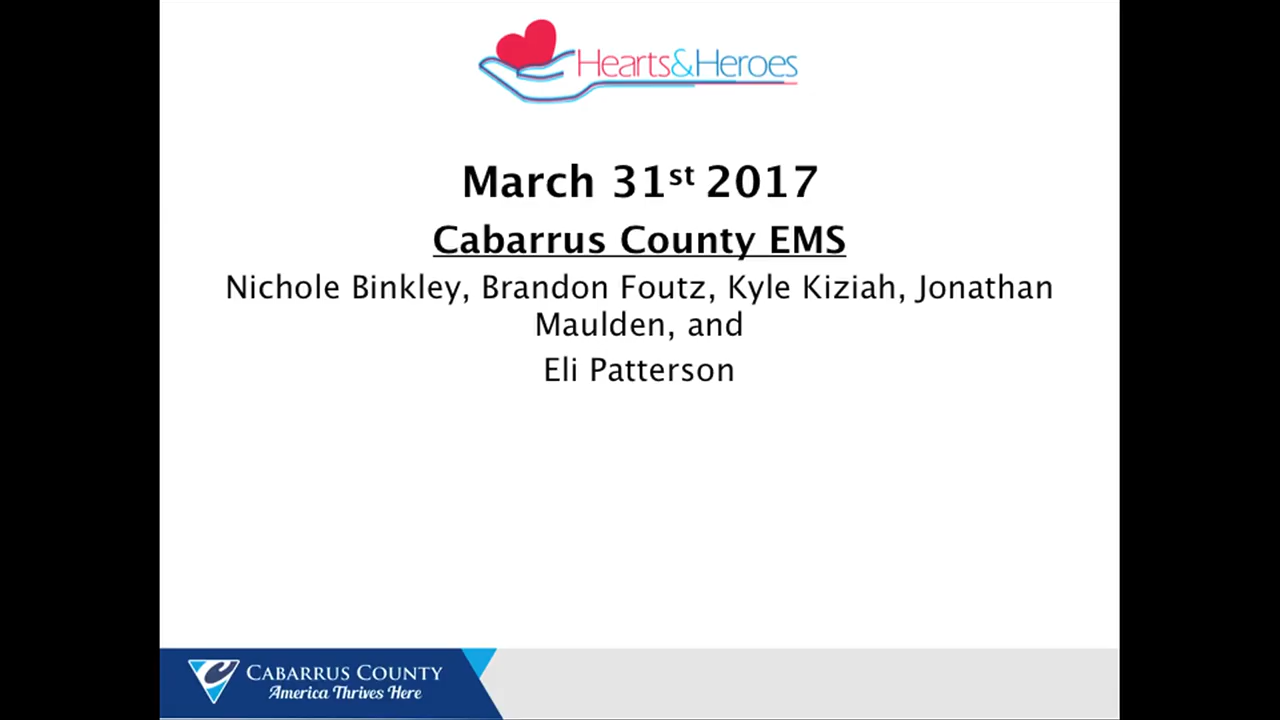 Hearts&Heroes
March 31st 2017
Cabarrus County EMS
Nichole Binkley, Brandon Foutz, Kyle Kiziah, Jonathan
Maulden, and
Eli Patterson
CABARRUS COUNTY
America Thrives Here